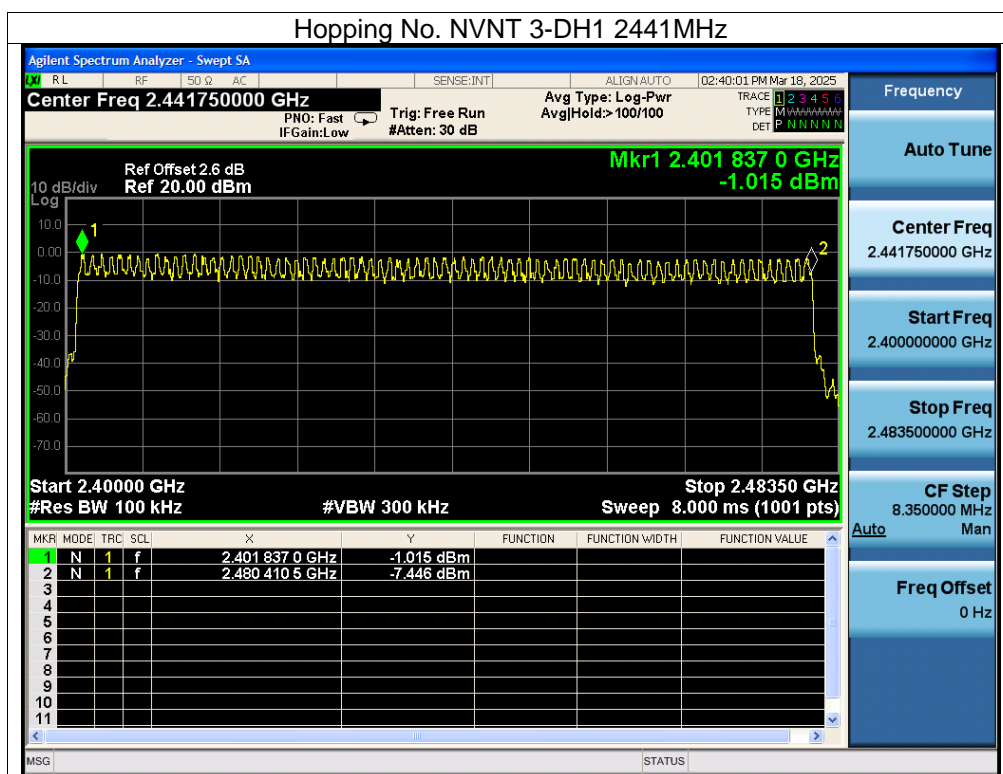 Hopping No. NVNT 3-DH1 2441MHz
Agilent Spectrum Analyzer - Swept SA
LXI RL RF 50 Ω AC SENSE:INT ALIGN AUTO 02:40:01 PM Mar 18, 2025
Center Freq 2.441750000 GHz Avg Type: Log-Pwr TRACE 1 2 3 4 5 6
PNO: Fast Trig: Free Run Avg|Hold:>100/100 TYPE M
IFGain:Low #Atten: 30 dB DET P N N N N N
Mkr1 2.401 837 0 GHz
-1.015 dBm
Ref Offset 2.6 dB
10 dB/div Ref 20.00 dBm
Log
10.0
0.00
-10.0
-20.0
-30.0
-40.0
-50.0
-60.0
-70.0
1
2
Start 2.40000 GHz Stop 2.48350 GHz
#Res BW 100 kHz #VBW 300 kHz Sweep 8.000 ms (1001 pts)
MKR MODE TRC SCL X Y FUNCTION FUNCTION WIDTH FUNCTION VALUE
1 N 1 f 2.401 837 0 GHz -1.015 dBm
2 N 1 f 2.480 410 5 GHz -7.446 dBm
3
4
5
6
7
8
9
10
11
MSG STATUS
Frequency
Auto Tune
Center Freq
2.441750000 GHz
Start Freq
2.400000000 GHz
Stop Freq
2.483500000 GHz
CF Step
8.350000 MHz
Auto Man
Freq Offset
0 Hz